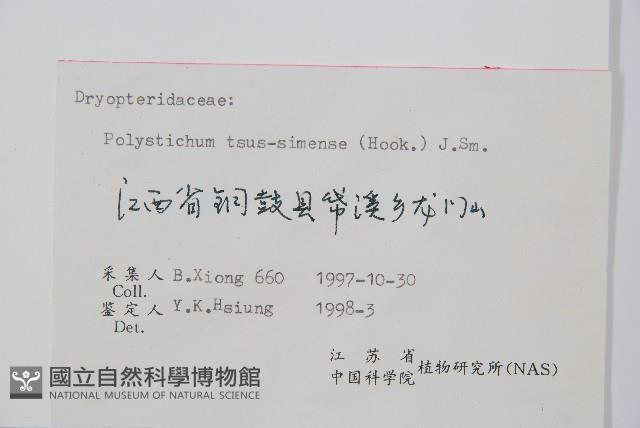 Dryopteridaceae:
Polystichum tsus-simense (Hook.) J.Sm.
江西省铜鼓县带溪乡龙门山
采集人 B.Xiong 660 1997-10-30
Coll.
鉴定人 Y.K.Hsiung 1998-3
Det.
江苏省
中国科学院 植物研究所(NAS)
國立自然科學博物館
NATIONAL MUSEUM OF NATURAL SCIENCE